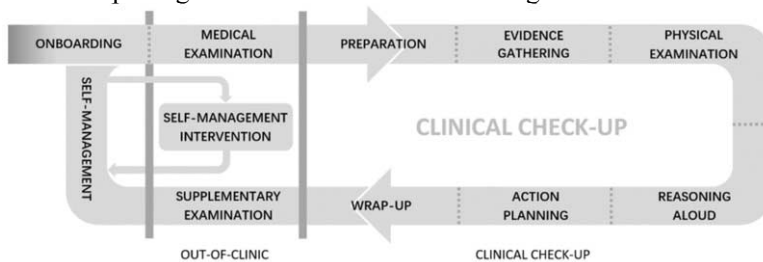 ONBOARDING
MEDICAL
EXAMINATION
PREPARATION
EVIDENCE
GATHERING
PHYSICAL
EXAMINATION
SELF-MANAGEMENT
SELF-MANAGEMENT
INTERVENTION
CLINICAL CHECK-UP
SUPPLEMENTARY
EXAMINATION
WRAP-UP
ACTION
PLANNING
REASONING
ALOUD
OUT-OF-CLINIC
CLINICAL CHECK-UP